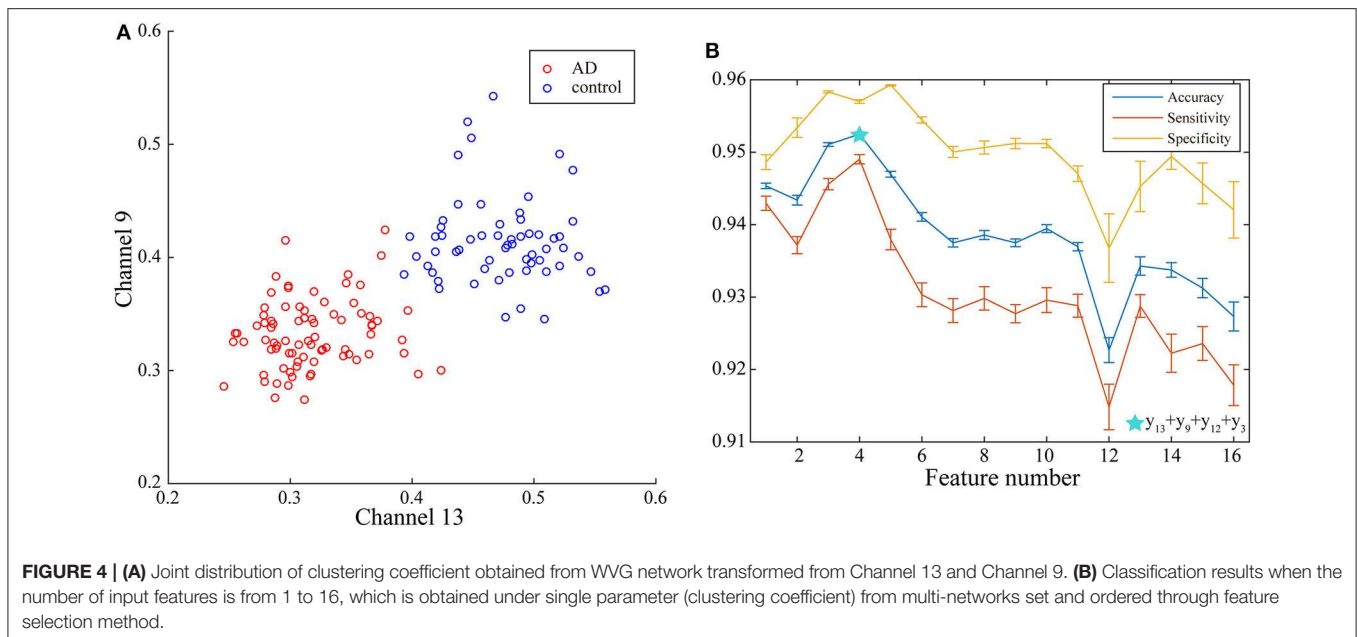 A
0.6
0.5
0.4
0.3
0.2
0.2
0.3
0.4
0.5
0.6
Channel 9
Channel 13
AD
control
B
0.96
0.95
0.94
0.93
0.92
0.91
2
4
6
8
10
12
14
16
Feature number
Accuracy
Sensitivity
Specificity
y13+y9+y12+y3
FIGURE 4 | (A) Joint distribution of clustering coefficient obtained from WVG network transformed from Channel 13 and Channel 9. (B) Classification results when the
number of input features is from 1 to 16, which is obtained under single parameter (clustering coefficient) from multi-networks set and ordered through feature
selection method.